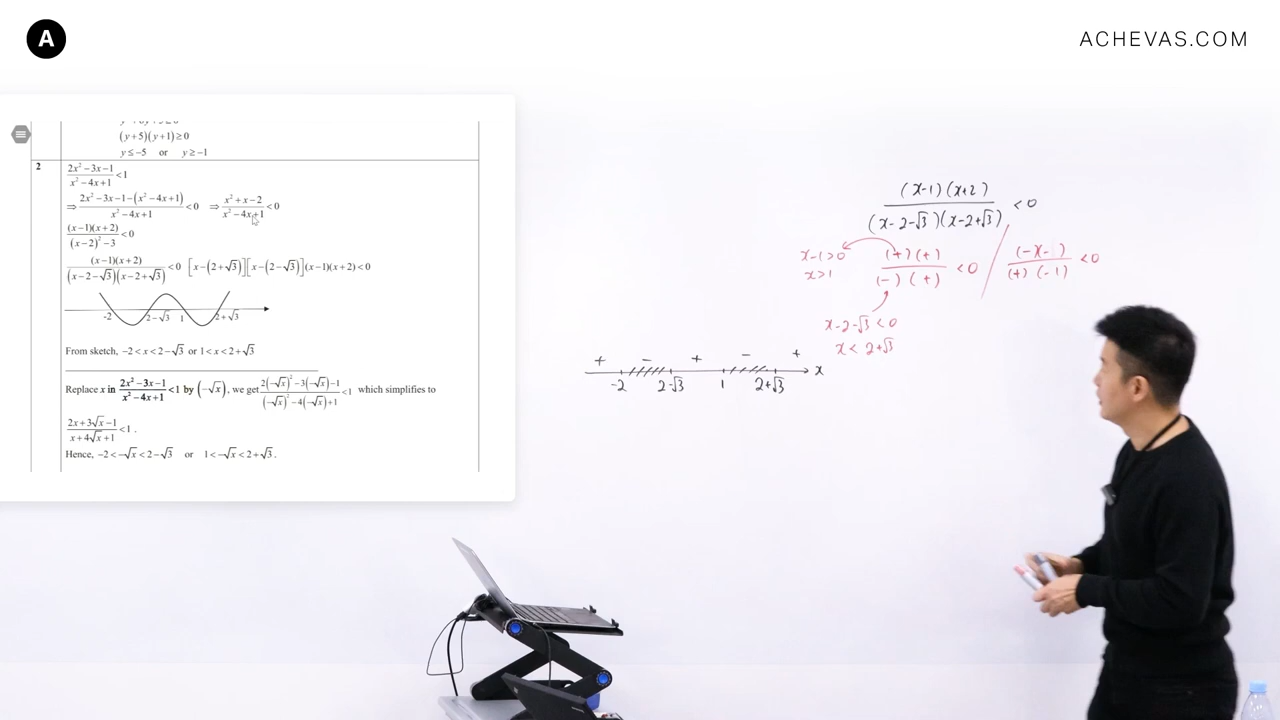 A
ACHEVAS.COM
(y+5)(y+1)≥0
y≤−5 or y≥−1
2
(2x²−3x−1)/(x²−4x+1)<1
⇒ (2x²−3x−1−(x²−4x+1))/(x²−4x+1)<0 ⇒ (x²+x−2)/(x²−4x+1)<0
(x−1)(x+2)/((x−2)²−3)<0
(x−1)(x+2)/((x−2−√3)(x−2+√3))<0 [x−(2+√3)][x−(2−√3)](x−1)(x+2)<0
-2 2−√3 1 2+√3
From sketch, −2<x<2−√3 or 1<x<2+√3
Replace x in (2x²−3x−1)/(x²−4x+1)<1 by (−√x), we get (2(−√x)²−3(−√x)−1)/((−√x)²−4(−√x)+1)<1 which simplifies to
(2x+3√x−1)/(x+4√x+1)<1 .
Hence, −2<−√x<2−√3 or 1<−√x<2+√3.
(x-1)(x+2)/((x-2-√3)(x-2+√3)) <0
x-1>0
x>1
(+)(+)/((-)(+)) <0
x-2-√3<0
x<2+√3
+ - + - +
-2 2-√3 1 2+√3 x